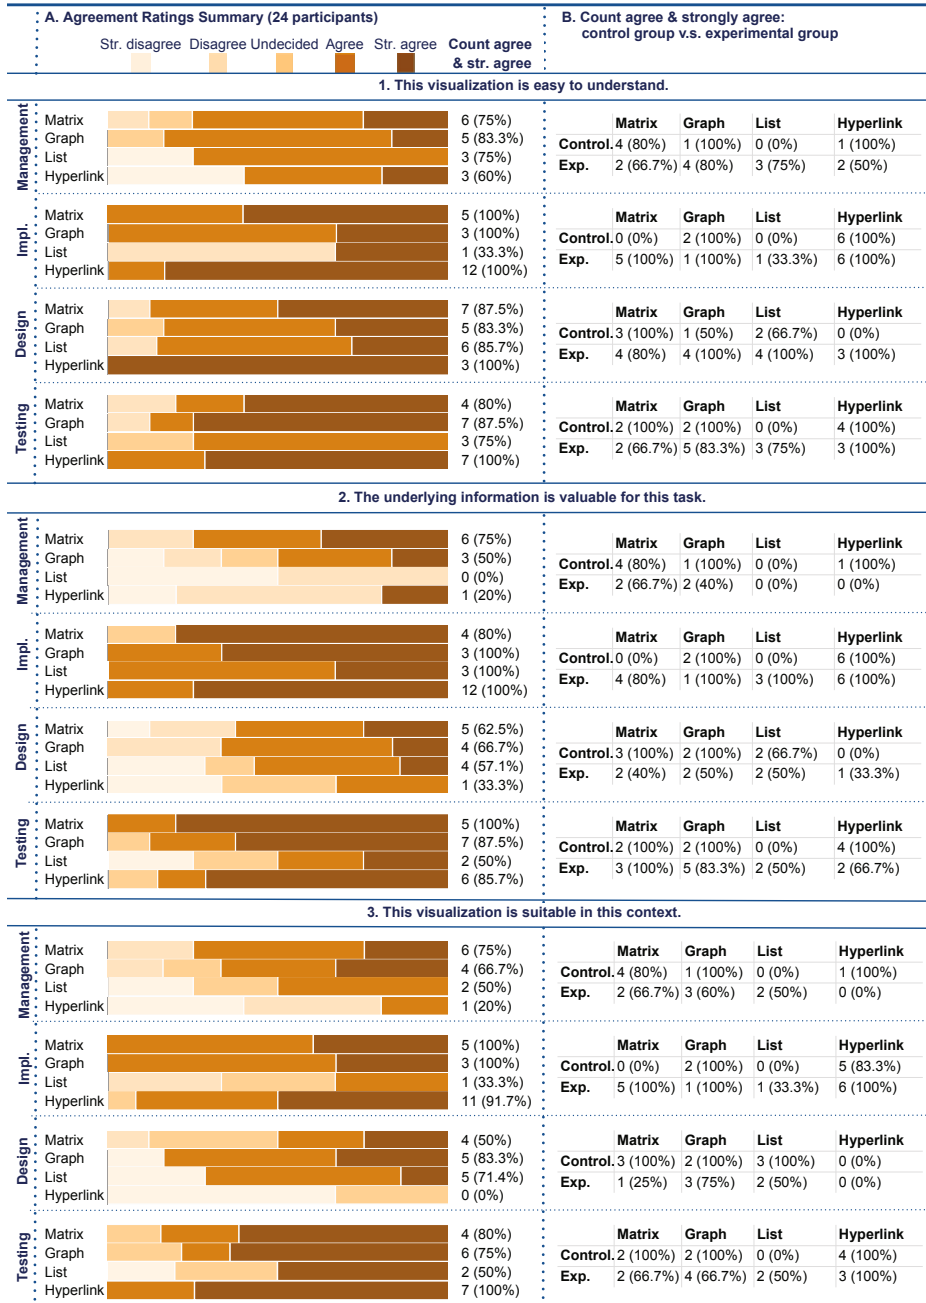 A. Agreement Ratings Summary (24 participants)
B. Count agree & strongly agree:
control group v.s. experimental group
Str. disagree Disagree Undecided Agree Str. agree Count agree
& str. agree
1. This visualization is easy to understand.
Management
Matrix 6 (75%)
Graph 5 (83.3%)
List 3 (75%)
Hyperlink 3 (60%)
Matrix Graph List Hyperlink
Control. 4 (80%) 1 (100%) 0 (0%) 1 (100%)
Exp. 2 (66.7%) 4 (80%) 3 (75%) 2 (50%)
Impl.
Matrix 5 (100%)
Graph 3 (100%)
List 1 (33.3%)
Hyperlink 12 (100%)
Matrix Graph List Hyperlink
Control. 0 (0%) 2 (100%) 0 (0%) 6 (100%)
Exp. 5 (100%) 1 (100%) 1 (33.3%) 6 (100%)
Design
Matrix 7 (87.5%)
Graph 5 (83.3%)
List 6 (85.7%)
Hyperlink 3 (100%)
Matrix Graph List Hyperlink
Control. 3 (100%) 1 (50%) 2 (66.7%) 0 (0%)
Exp. 4 (80%) 4 (100%) 4 (100%) 3 (100%)
Testing
Matrix 4 (80%)
Graph 7 (87.5%)
List 3 (75%)
Hyperlink 7 (100%)
Matrix Graph List Hyperlink
Control. 2 (100%) 2 (100%) 0 (0%) 4 (100%)
Exp. 2 (66.7%) 5 (83.3%) 3 (75%) 3 (100%)
2. The underlying information is valuable for this task.
Management
Matrix 6 (75%)
Graph 3 (50%)
List 0 (0%)
Hyperlink 1 (20%)
Matrix Graph List Hyperlink
Control. 4 (80%) 1 (100%) 0 (0%) 1 (100%)
Exp. 2 (66.7%) 2 (40%) 0 (0%) 0 (0%)
Impl.
Matrix 4 (80%)
Graph 3 (100%)
List 3 (100%)
Hyperlink 12 (100%)
Matrix Graph List Hyperlink
Control. 0 (0%) 2 (100%) 0 (0%) 6 (100%)
Exp. 4 (80%) 1 (100%) 3 (100%) 6 (100%)
Design
Matrix 5 (62.5%)
Graph 4 (66.7%)
List 4 (57.1%)
Hyperlink 1 (33.3%)
Matrix Graph List Hyperlink
Control. 3 (100%) 2 (100%) 2 (66.7%) 0 (0%)
Exp. 2 (40%) 2 (50%) 2 (50%) 1 (33.3%)
Testing
Matrix 5 (100%)
Graph 7 (87.5%)
List 2 (50%)
Hyperlink 6 (85.7%)
Matrix Graph List Hyperlink
Control. 2 (100%) 2 (100%) 0 (0%) 4 (100%)
Exp. 3 (100%) 5 (83.3%) 2 (50%) 2 (66.7%)
3. This visualization is suitable in this context.
Management
Matrix 6 (75%)
Graph 4 (66.7%)
List 2 (50%)
Hyperlink 1 (20%)
Matrix Graph List Hyperlink
Control. 4 (80%) 1 (100%) 0 (0%) 1 (100%)
Exp. 2 (66.7%) 3 (60%) 2 (50%) 0 (0%)
Impl.
Matrix 5 (100%)
Graph 3 (100%)
List 1 (33.3%)
Hyperlink 11 (91.7%)
Matrix Graph List Hyperlink
Control. 0 (0%) 2 (100%) 0 (0%) 5 (83.3%)
Exp. 5 (100%) 1 (100%) 1 (33.3%) 6 (100%)
Design
Matrix 4 (50%)
Graph 5 (83.3%)
List 5 (71.4%)
Hyperlink 0 (0%)
Matrix Graph List Hyperlink
Control. 3 (100%) 2 (100%) 3 (100%) 0 (0%)
Exp. 1 (25%) 3 (75%) 2 (50%) 0 (0%)
Testing
Matrix 4 (80%)
Graph 6 (75%)
List 2 (50%)
Hyperlink 7 (100%)
Matrix Graph List Hyperlink
Control. 2 (100%) 2 (100%) 0 (0%) 4 (100%)
Exp. 2 (66.7%) 4 (66.7%) 2 (50%) 3 (100%)